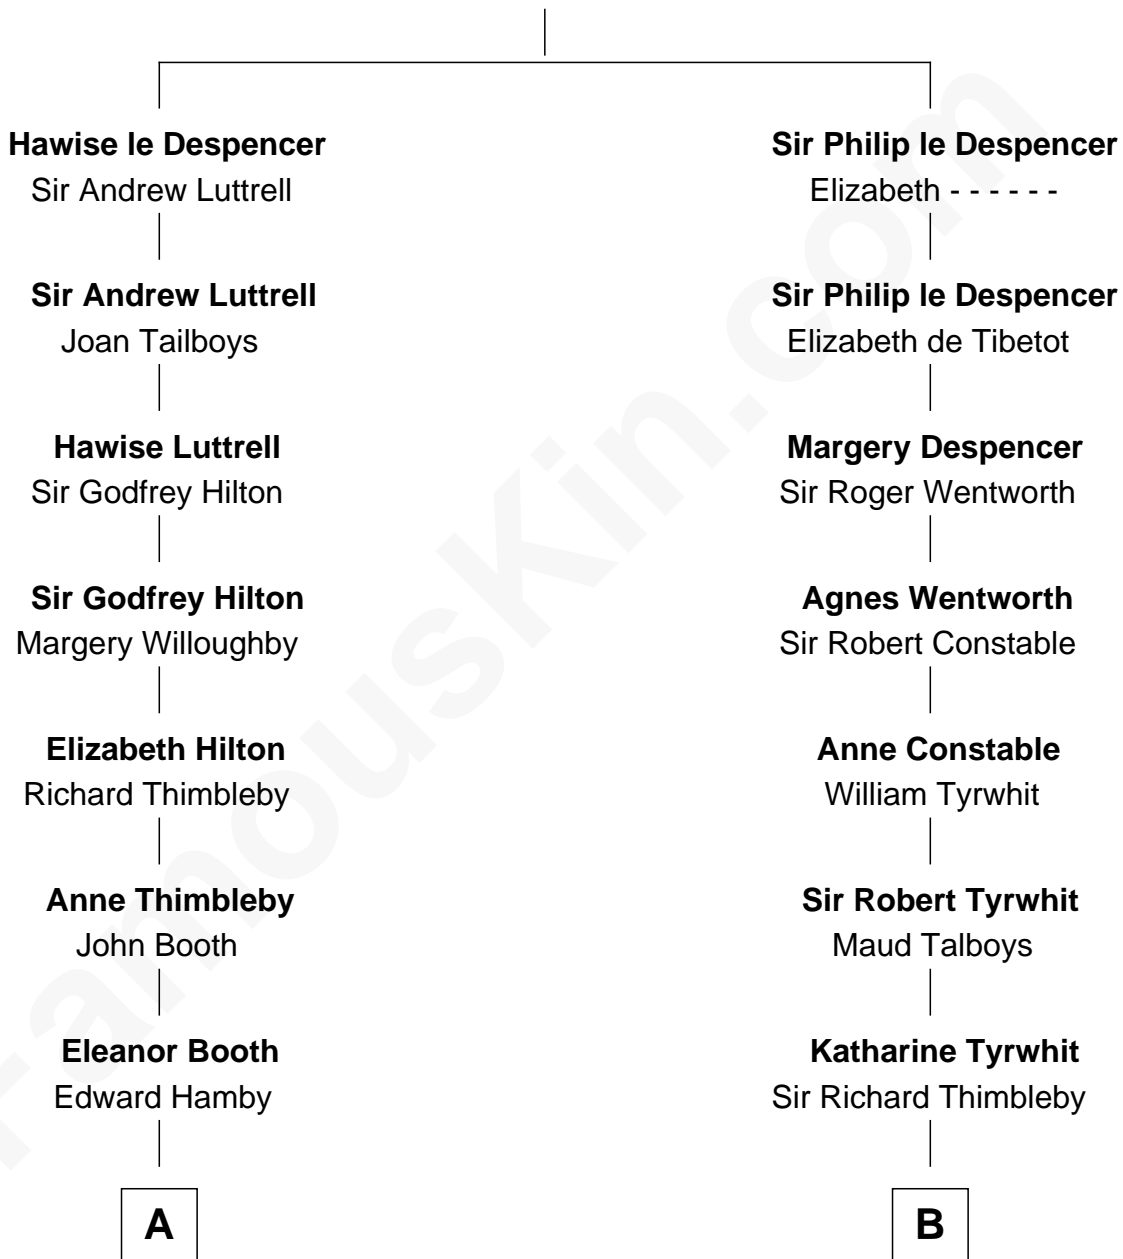 Hawise le Despencer
Sir Andrew Luttrell
Sir Andrew Luttrell
Joan Tailboys
Hawise Luttrell
Sir Godfrey Hilton
Sir Godfrey Hilton
Margery Willoughby
Elizabeth Hilton
Richard Thimbleby
Anne Thimbleby
John Booth
Eleanor Booth
Edward Hamby
A
Sir Philip le Despencer
Elizabeth - - - - - -
Sir Philip le Despencer
Elizabeth de Tibetot
Margery Despencer
Sir Roger Wentworth
Agnes Wentworth
Sir Robert Constable
Anne Constable
William Tyrwhit
Sir Robert Tyrwhit
Maud Talboys
Katharine Tyrwhit
Sir Richard Thimbleby
B
FamousKin.com